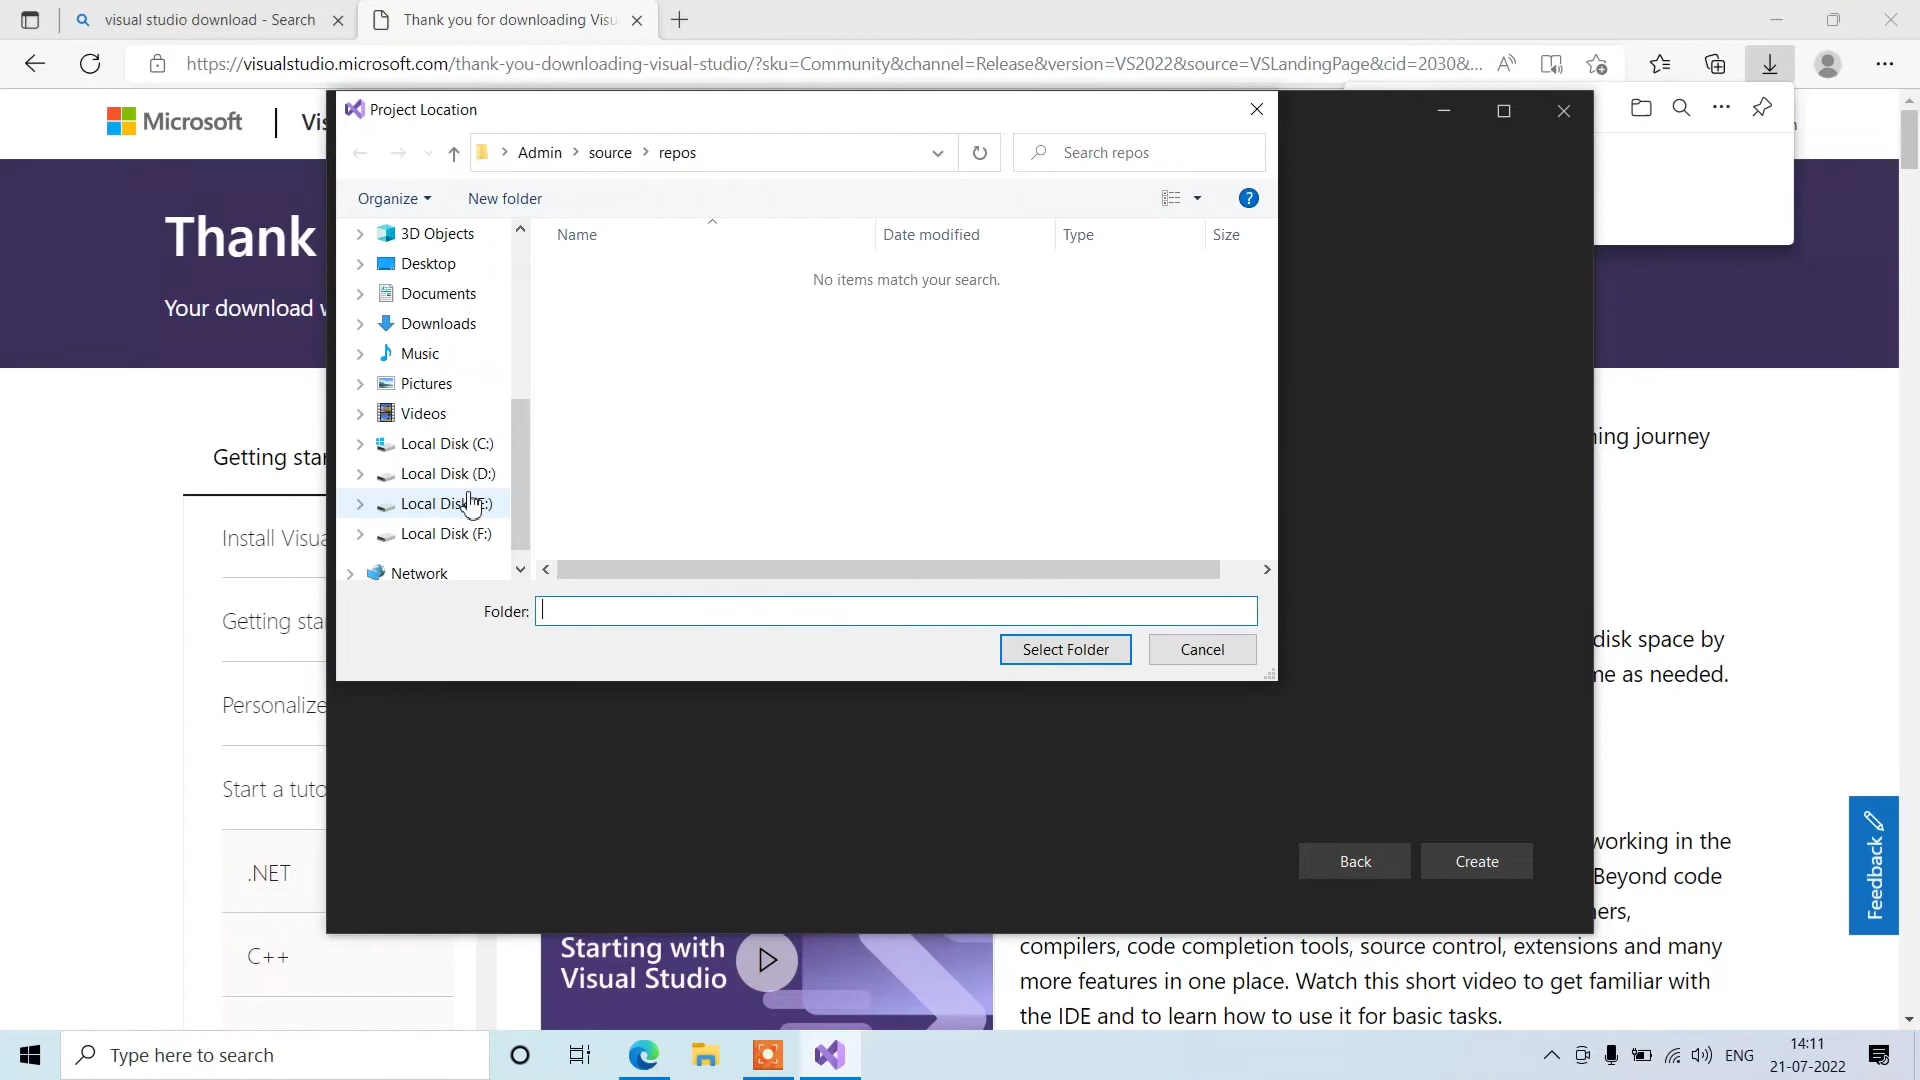 visual studio download - Search
Thank you for downloading Visu
https://visualstudio.microsoft.com/thank-you-downloading-visual-studio/?sku=Community&channel=Release&version=VS2022&source=VSLandingPage&cid=2030&...
Microsoft
Vis
Project Location
Admin > source > repos
Search repos
Organize
New folder
Name
Date modified
Type
Size
No items match your search.
3D Objects
Desktop
Documents
Downloads
Music
Pictures
Videos
Local Disk (C:)
Local Disk (D:)
Local Disk (E:)
Local Disk (F:)
Network
Folder:
Select Folder
Cancel
Thank
Your download w
Getting star
Install Visua
Getting sta
Personalize
Start a tuto
.NET
C++
ning journey
disk space by
me as needed.
Back
Create
working in the
Beyond code
ners,
compilers, code completion tools, source control, extensions and many
more features in one place. Watch this short video to get familiar with
the IDE and to learn how to use it for basic tasks.
Starting with
Visual Studio
Feedback
Type here to search
ENG
14:11
21-07-2022